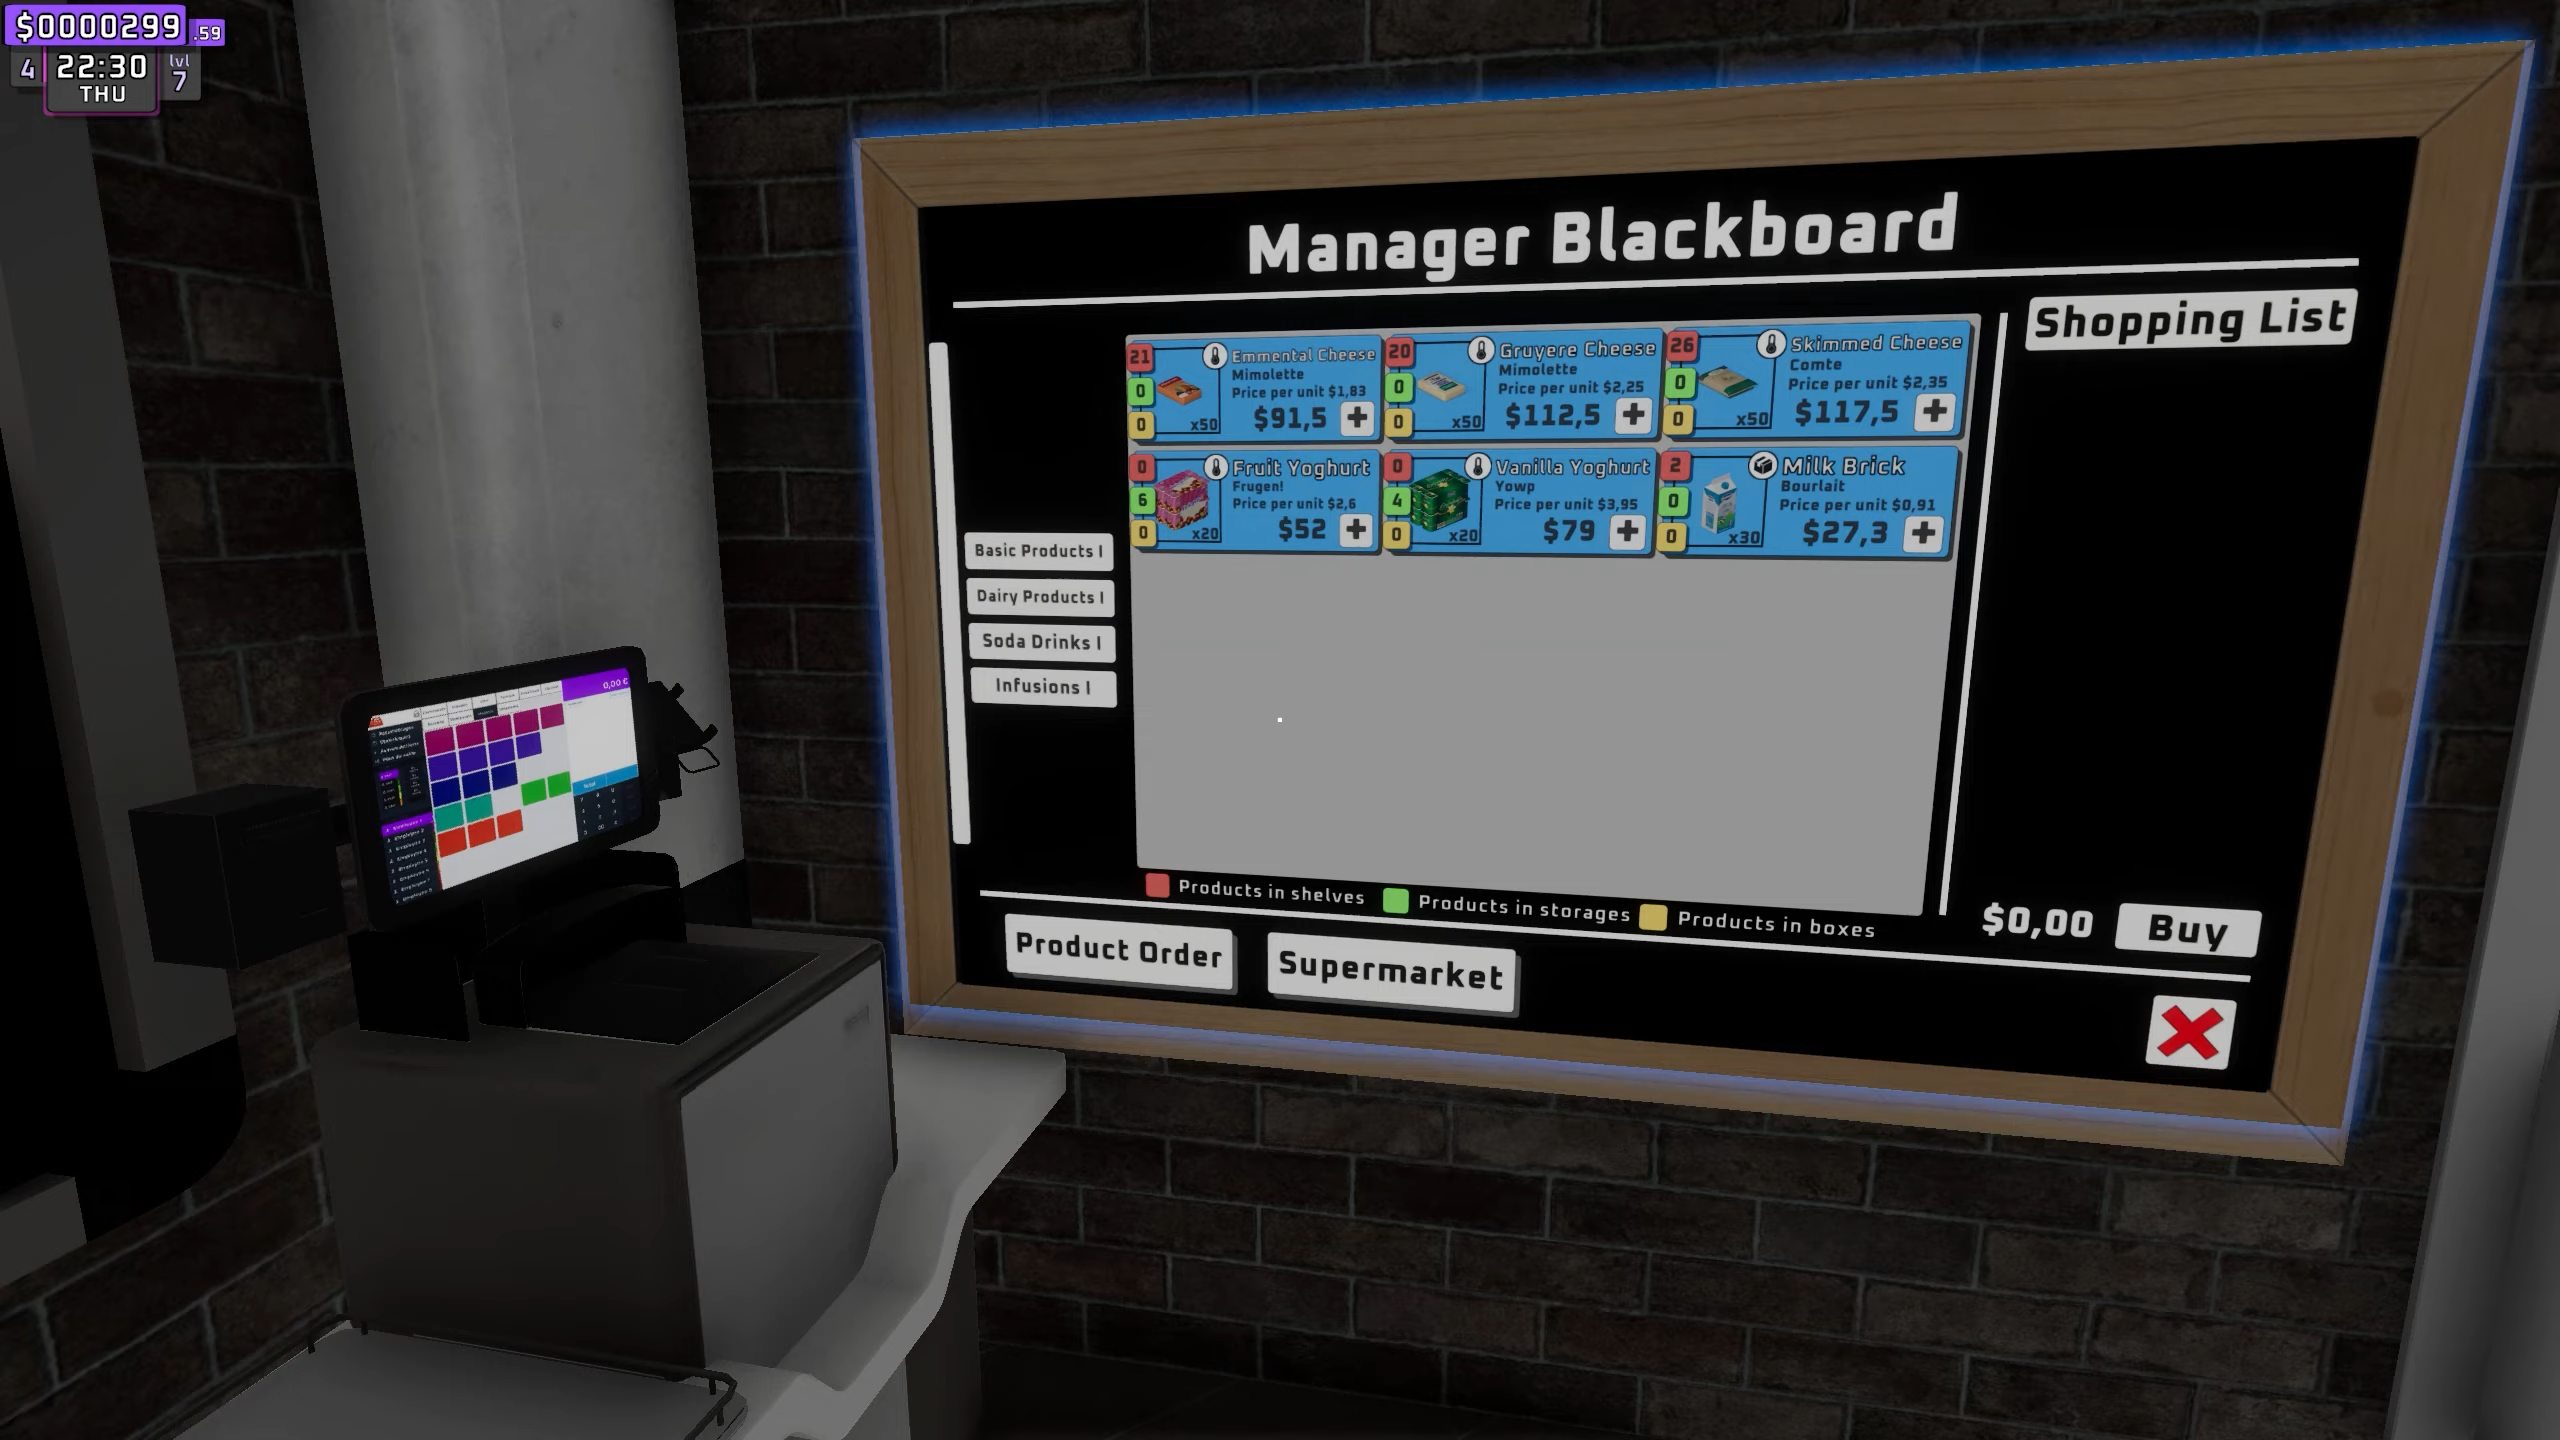 $0000299.59
4 22:30 lvl 7
THU
Manager Blackboard
Shopping List
21 Emmental Cheese
Mimolette
0 Price per unit $1,83
0 x50 $91,5 +
20 Gruyere Cheese
Mimolette
0 Price per unit $2,25
0 x50 $112,5 +
26 Skimmed Cheese
Comte
0 Price per unit $2,35
0 x50 $117,5 +
0 Fruit Yoghurt
Frugen!
6 Price per unit $2,6
0 x20 $52 +
0 Vanilla Yoghurt
Yowp
4 Price per unit $3,95
0 x20 $79 +
2 Milk Brick
Bourlait
0 Price per unit $0,91
0 x30 $27,3 +
Basic Products I
Dairy Products I
Soda Drinks I
Infusions I
Products in shelves Products in storages Products in boxes
$0,00 Buy
Product Order Supermarket
0,00 €